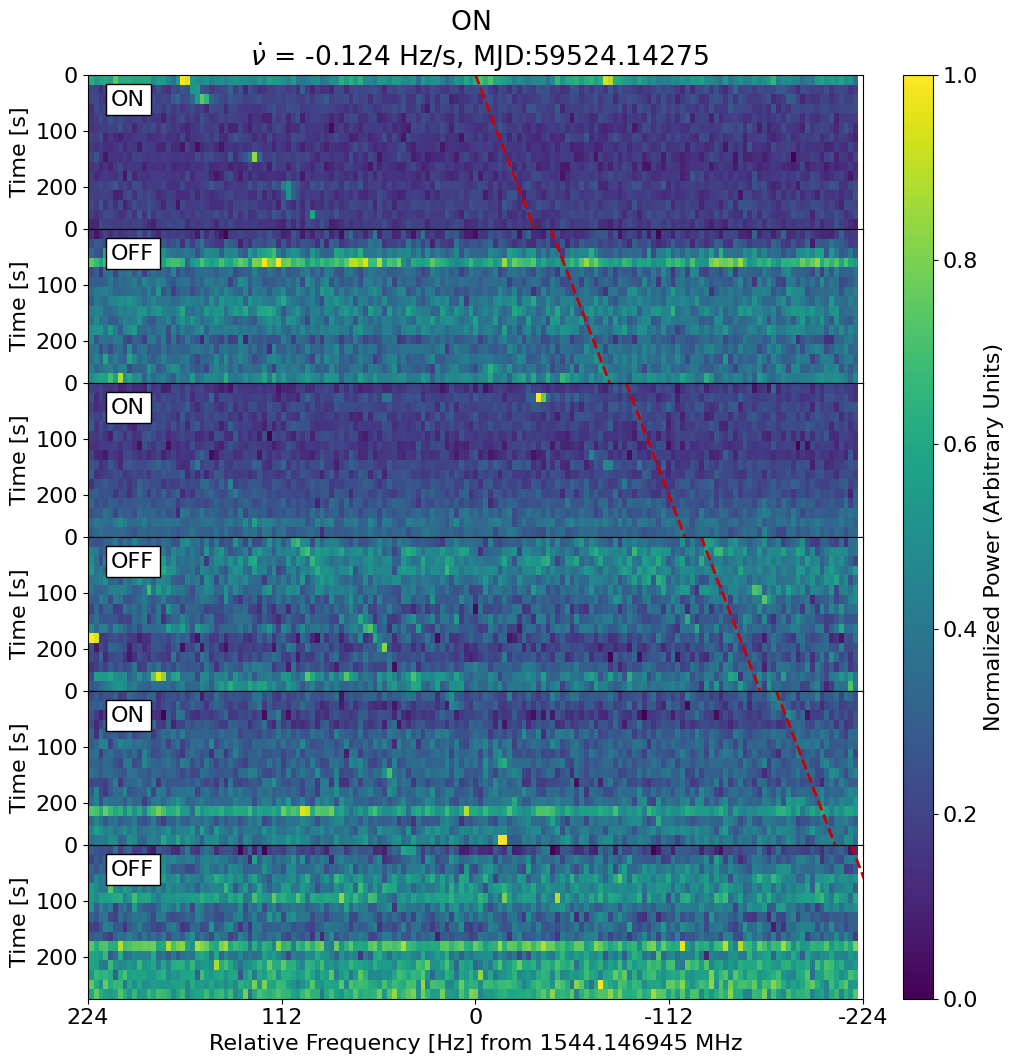 ON
ν̇ = -0.124 Hz/s, MJD:59524.14275
0
ON
100
200
Time [s]
0
OFF
100
200
Time [s]
0
ON
100
200
Time [s]
0
OFF
100
200
Time [s]
0
ON
100
200
Time [s]
0
OFF
100
200
Time [s]
224 112 0 -112 -224
Relative Frequency [Hz] from 1544.146945 MHz
1.0
0.8
0.6
0.4
0.2
0.0
Normalized Power (Arbitrary Units)